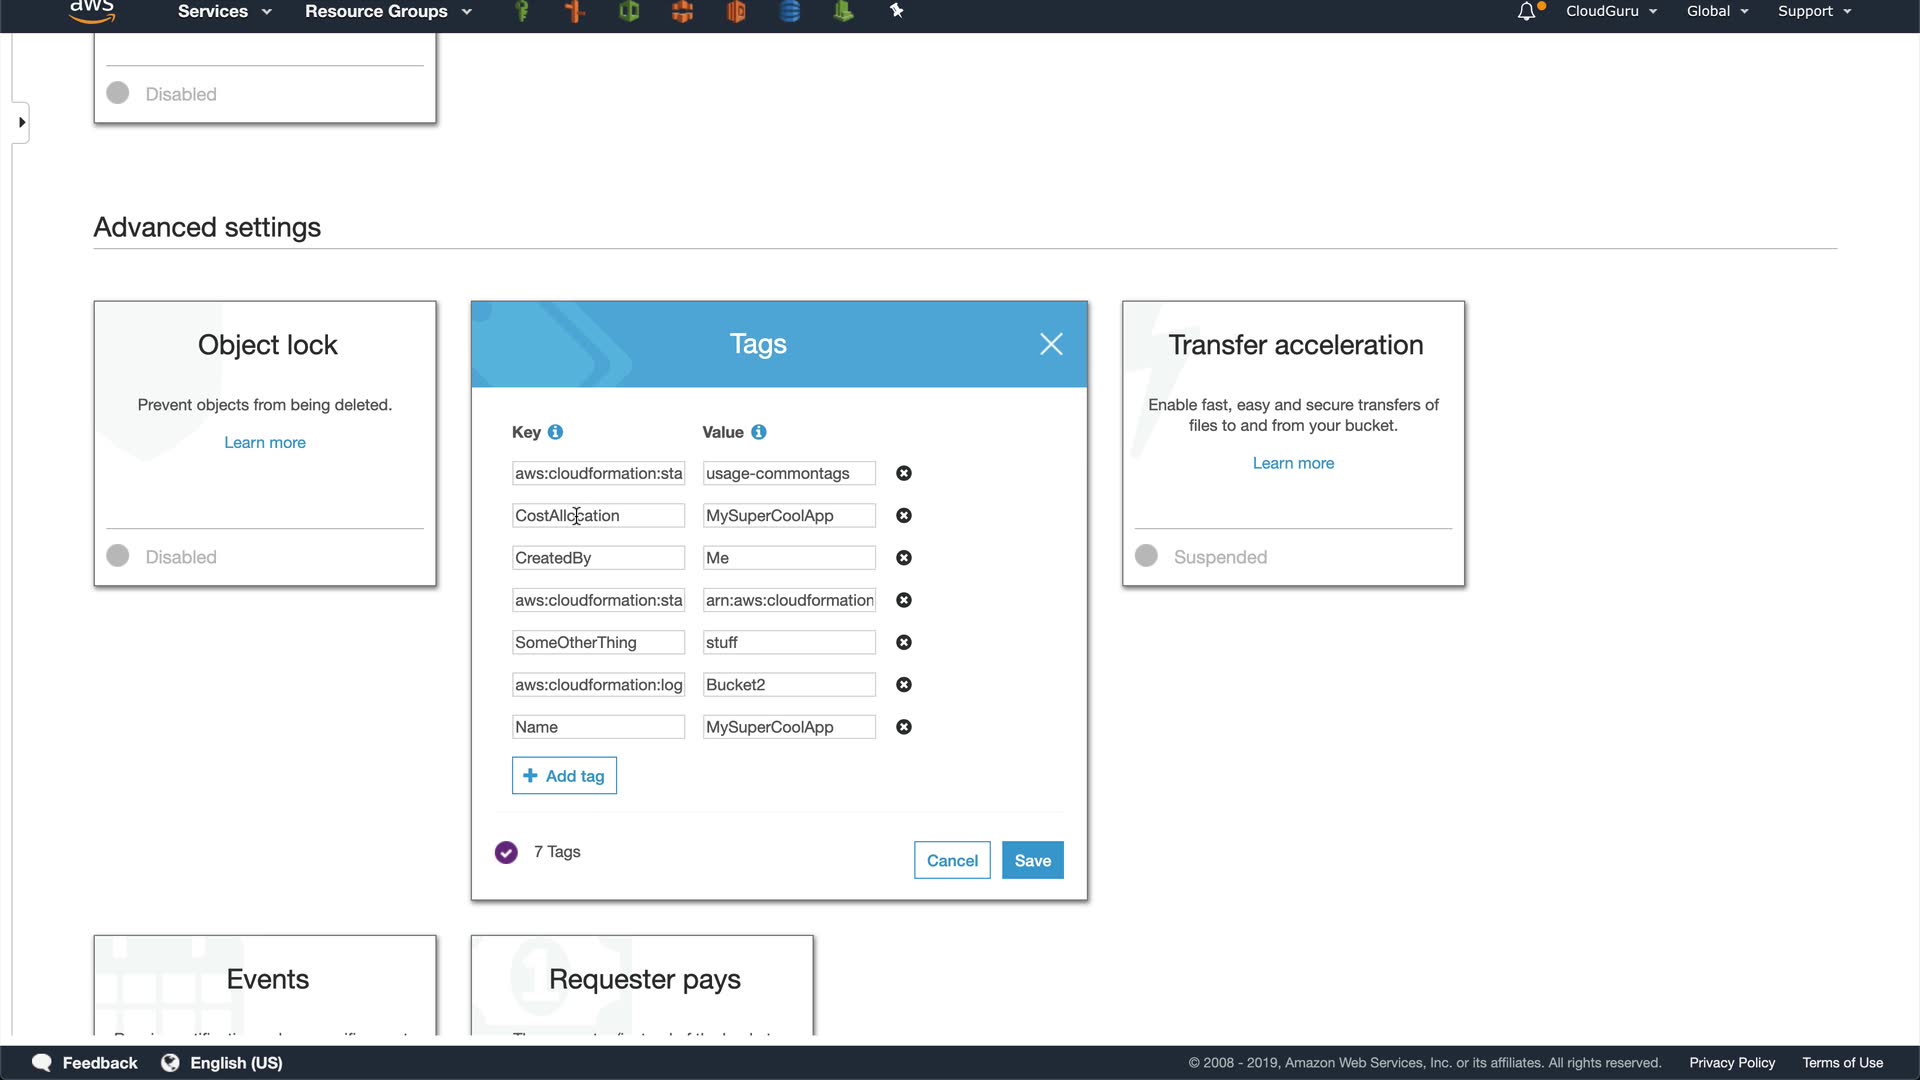 aws Services Resource Groups CloudGuru Global Support
Disabled
Advanced settings
Object lock
Prevent objects from being deleted.
Learn more
Disabled
Tags
Key Value
aws:cloudformation:sta usage-commontags
CostAllocation MySuperCoolApp
CreatedBy Me
aws:cloudformation:sta arn:aws:cloudformation
SomeOtherThing stuff
aws:cloudformation:log Bucket2
Name MySuperCoolApp
+ Add tag
7 Tags
Cancel Save
Transfer acceleration
Enable fast, easy and secure transfers of
files to and from your bucket.
Learn more
Suspended
Events
Requester pays
Feedback English (US) © 2008 - 2019, Amazon Web Services, Inc. or its affiliates. All rights reserved. Privacy Policy Terms of Use